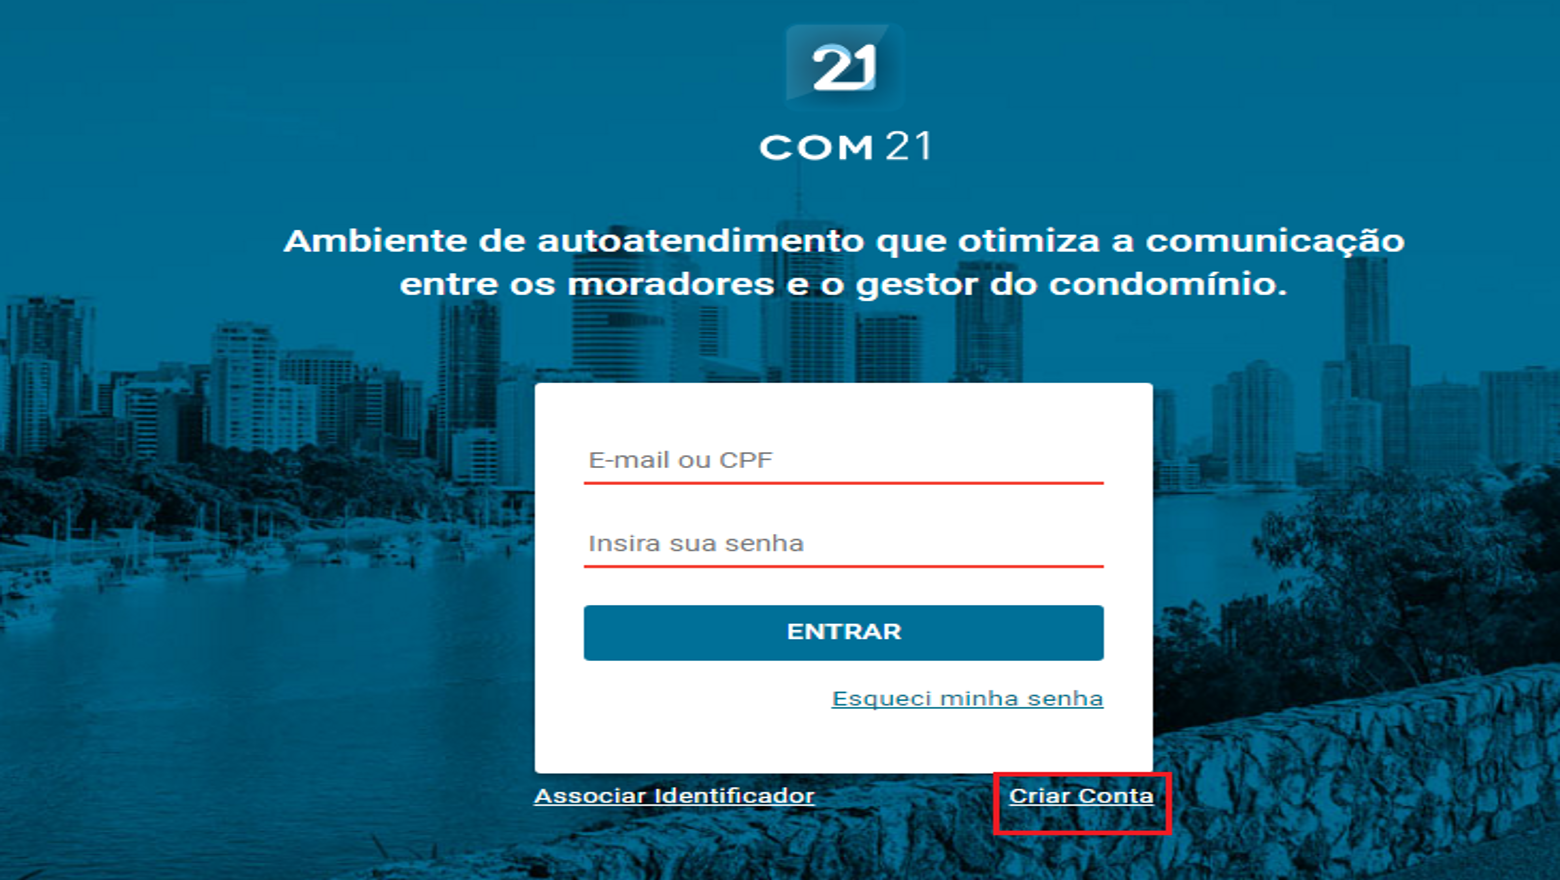 21
COM 21
Ambiente de autoatendimento que otimiza a comunicação
entre os moradores e o gestor do condomínio.
E-mail ou CPF
Insira sua senha
ENTRAR
Esqueci minha senha
Associar Identificador
Criar Conta